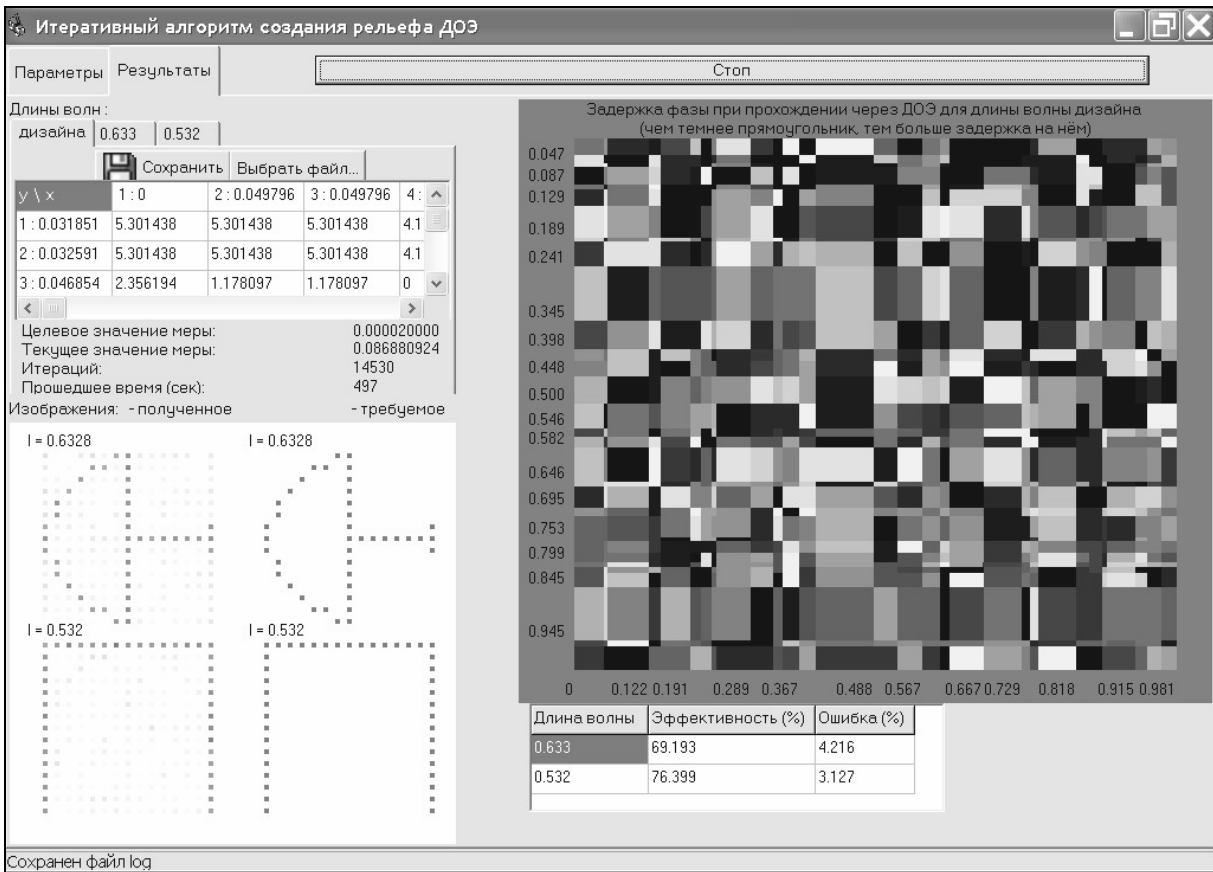 Итеративный алгоритм создания рельефа ДОЭ
Параметры Результаты
Стоп
Длины волн :
дизайна 0.633 0.532
Сохранить Выбрать файл...
y \ x 1 : 0 2 : 0.049796 3 : 0.049796 4 :
1 : 0.031851 5.301438 5.301438 5.301438 4.1
2 : 0.032591 5.301438 5.301438 5.301438 4.1
3 : 0.046854 2.356194 1.178097 1.178097 0
Целевое значение меры: 0.000020000
Текущее значение меры: 0.086880924
Итераций: 14530
Прошедшее время (сек): 497
Изображения: - полученное - требуемое
l = 0.6328 l = 0.6328
l = 0.532 l = 0.532
Задержка фазы при прохождении через ДОЭ для длины волны дизайна
(чем темнее прямоугольник, тем больше задержка на нём)
0.047
0.087
0.129
0.189
0.241
0.345
0.398
0.448
0.500
0.546
0.582
0.646
0.695
0.753
0.799
0.845
0.945
0 0.122 0.191 0.289 0.367 0.488 0.567 0.667 0.729 0.818 0.915 0.981
Длина волны Эффективность (%) Ошибка (%)
0.633 69.193 4.216
0.532 76.399 3.127
Сохранен файл log